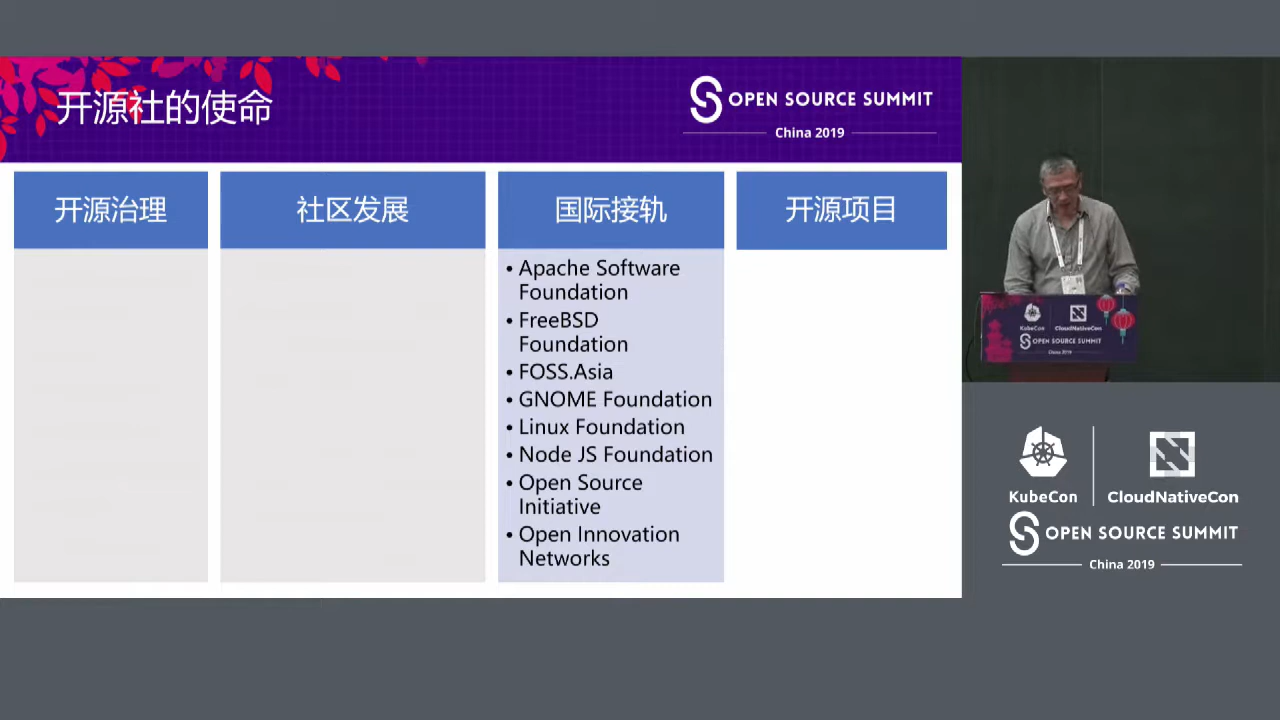 开源社的使命
OPEN SOURCE SUMMIT
China 2019
开源治理
社区发展
国际接轨
开源项目
• Apache Software
Foundation
• FreeBSD
Foundation
• FOSS.Asia
• GNOME Foundation
• Linux Foundation
• Node JS Foundation
• Open Source
Initiative
• Open Innovation
Networks
KubeCon
CloudNativeCon
OPEN SOURCE SUMMIT
China 2019
KubeCon
CloudNativeCon
OPEN SOURCE SUMMIT
China 2019